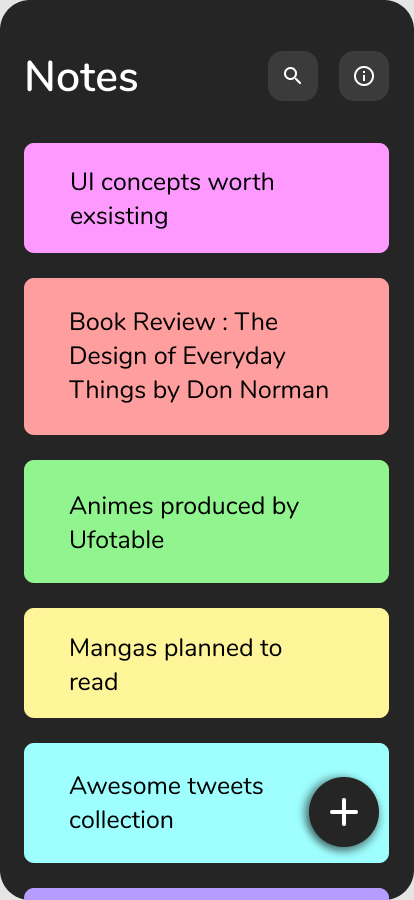 Notes
UI concepts worth
exsisting
Book Review : The
Design of Everyday
Things by Don Norman
Animes produced by
Ufotable
Mangas planned to
read
Awesome tweets
collection